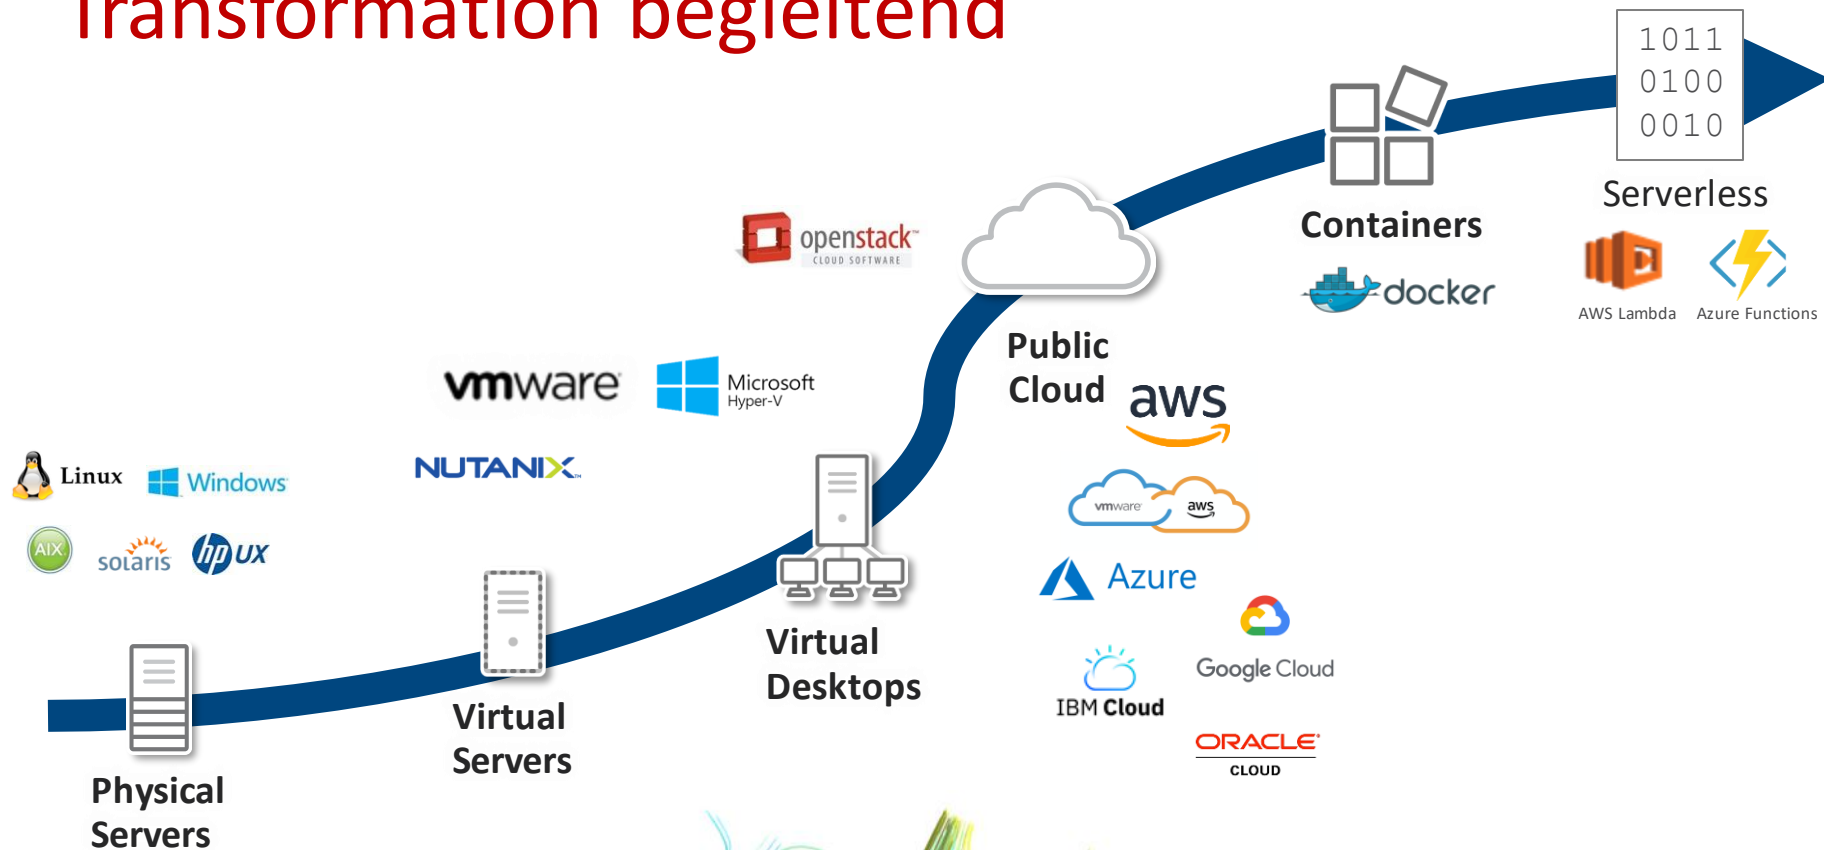 Transformation begleitend
1011
0100
0010
Serverless
AWS Lambda
Azure Functions
Containers
docker
openstack™
CLOUD SOFTWARE
Public
Cloud
aws
vmware
aws
Azure
Google Cloud
IBM Cloud
ORACLE®
CLOUD
vmware®
Microsoft
Hyper-V
NUTANIX™
Virtual
Desktops
Linux
Windows
AIX
solaris
hp UX
Virtual
Servers
Physical
Servers